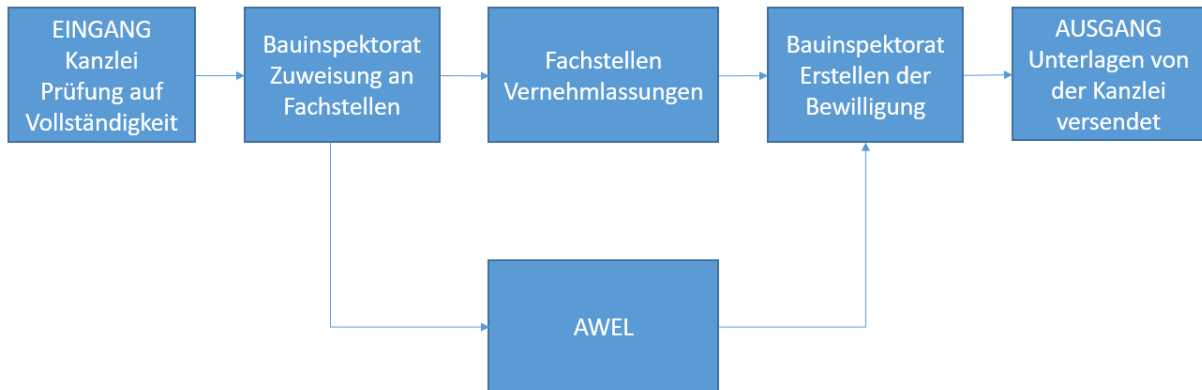 EINGANG
Kanzlei
Prüfung auf
Vollständigkeit
Bauinspektorat
Zuweisung an
Fachstellen
Fachstellen
Vernehmlassungen
Bauinspektorat
Erstellen der
Bewilligung
AUSGANG
Unterlagen von
der Kanzlei
versendet
AWEL